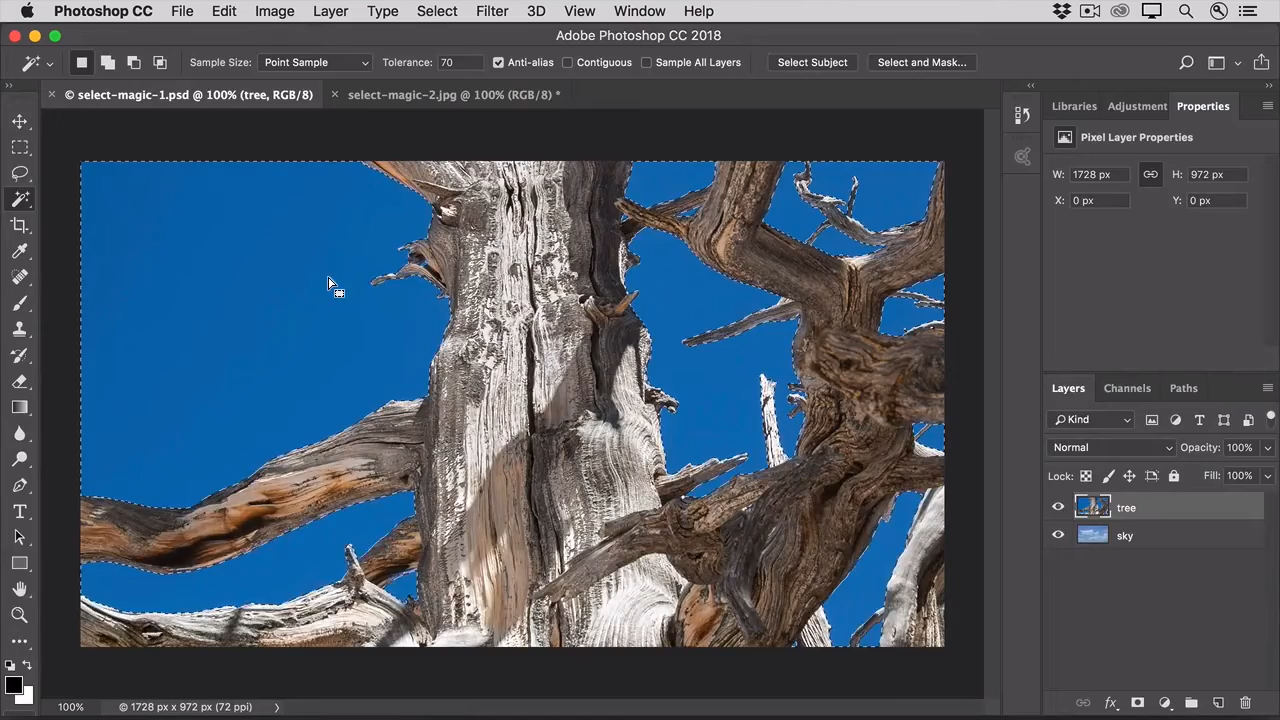 Photoshop CC File Edit Image Layer Type Select Filter 3D View Window Help
Adobe Photoshop CC 2018
Sample Size: Point Sample Tolerance: 70 Anti-alias Contiguous Sample All Layers Select Subject Select and Mask...
× © select-magic-1.psd @ 100% (tree, RGB/8) × select-magic-2.jpg @ 100% (RGB/8) *
Libraries Adjustment Properties
Pixel Layer Properties
W: 1728 px H: 972 px
X: 0 px Y: 0 px
Layers Channels Paths
Kind
Normal Opacity: 100%
Lock: Fill: 100%
tree
sky
100% © 1728 px x 972 px (72 ppi)
fx